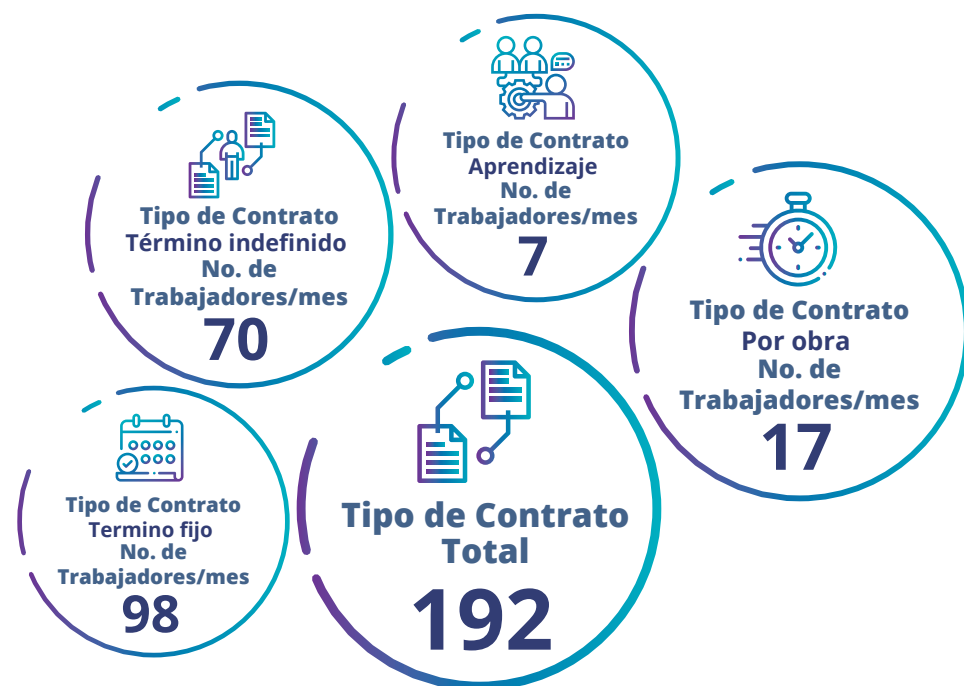 Tipo de Contrato
Aprendizaje
No. de
Trabajadores/mes
7
Tipo de Contrato
Término indefinido
No. de
Trabajadores/mes
70
Tipo de Contrato
Por obra
No. de
Trabajadores/mes
17
Tipo de Contrato
Termino fijo
No. de
Trabajadores/mes
98
Tipo de Contrato
Total
192